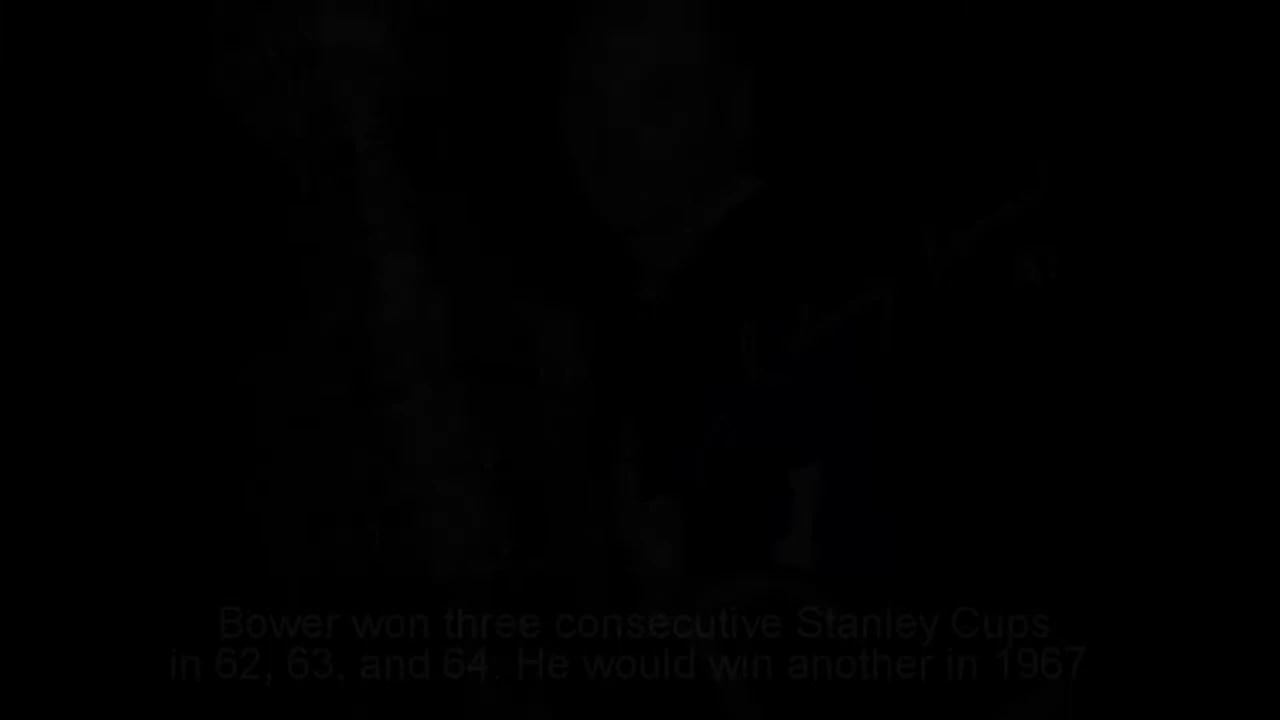 Bower won three consecutive Stanley Cups
in 62, 63, and 64. He would win another in 1967